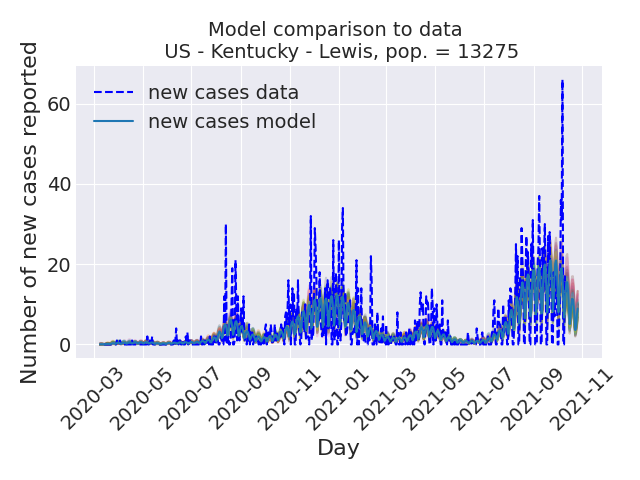 Model comparison to data
US - Kentucky - Lewis, pop. = 13275
Number of new cases reported
60
40
20
0
new cases data
new cases model
2020-03
2020-05
2020-07
2020-09
2020-11
2021-01
2021-03
2021-05
2021-07
2021-09
2021-11
Day